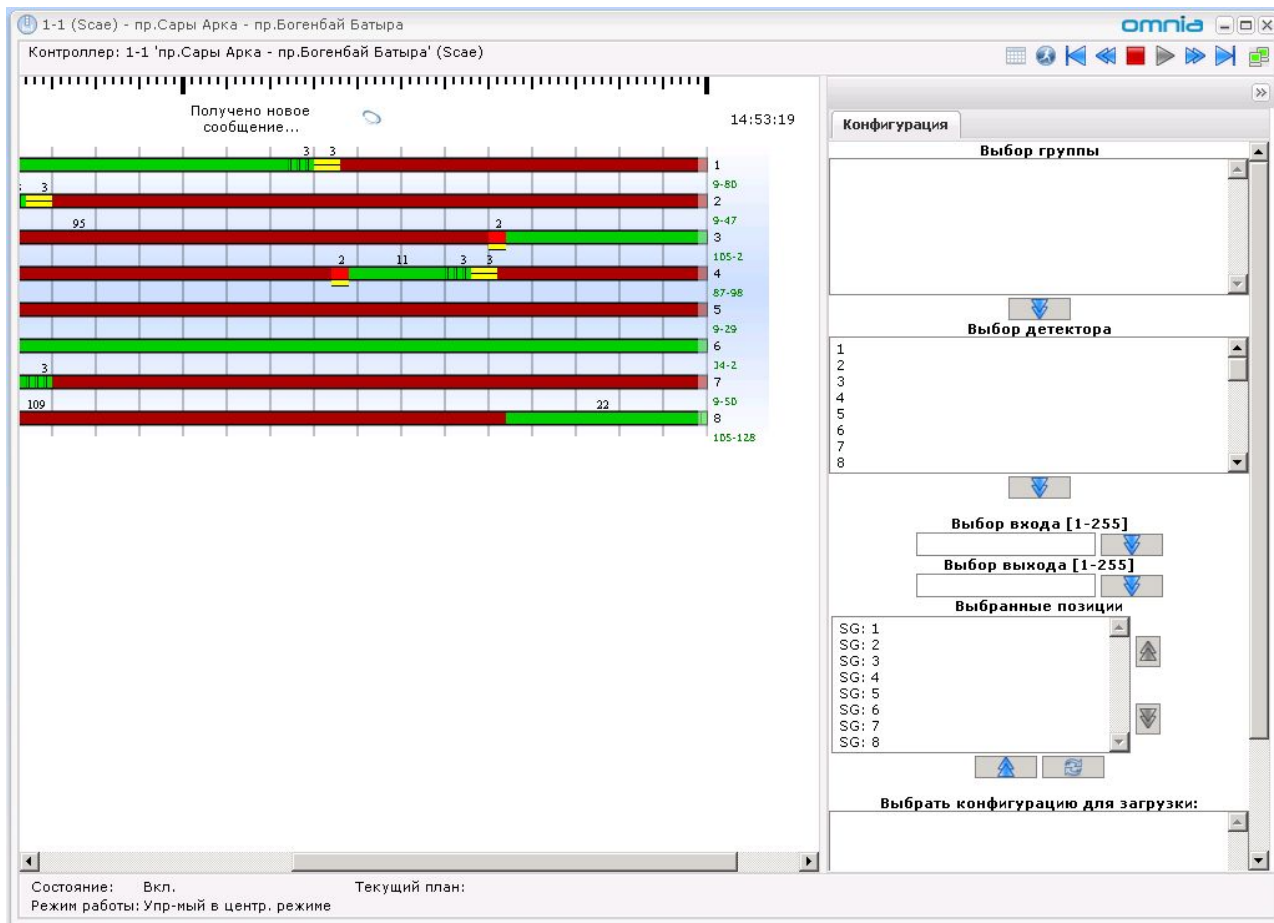 1-1 (Scae) - пр.Сары Арка - пр.Богенбай Батыра
omnia
Контроллер: 1-1 'пр.Сары Арка - пр.Богенбай Батыра' (Scae)
Получено новое
сообщение...
14:53:19
3 3
1
9-80
3
2
95 2
9-47
3
2 11 3 3
105-2
4
87-98
5
9-29
6
3
34-2
7
109 22
9-50
8
105-128
Конфигурация
Выбор группы
Выбор детектора
1
2
3
4
5
6
7
8
Выбор входа [1-255]
Выбор выхода [1-255]
Выбранные позиции
SG: 1
SG: 2
SG: 3
SG: 4
SG: 5
SG: 6
SG: 7
SG: 8
Выбрать конфигурацию для загрузки:
Состояние: Вкл. Текущий план:
Режим работы: Упр-мый в центр. режиме